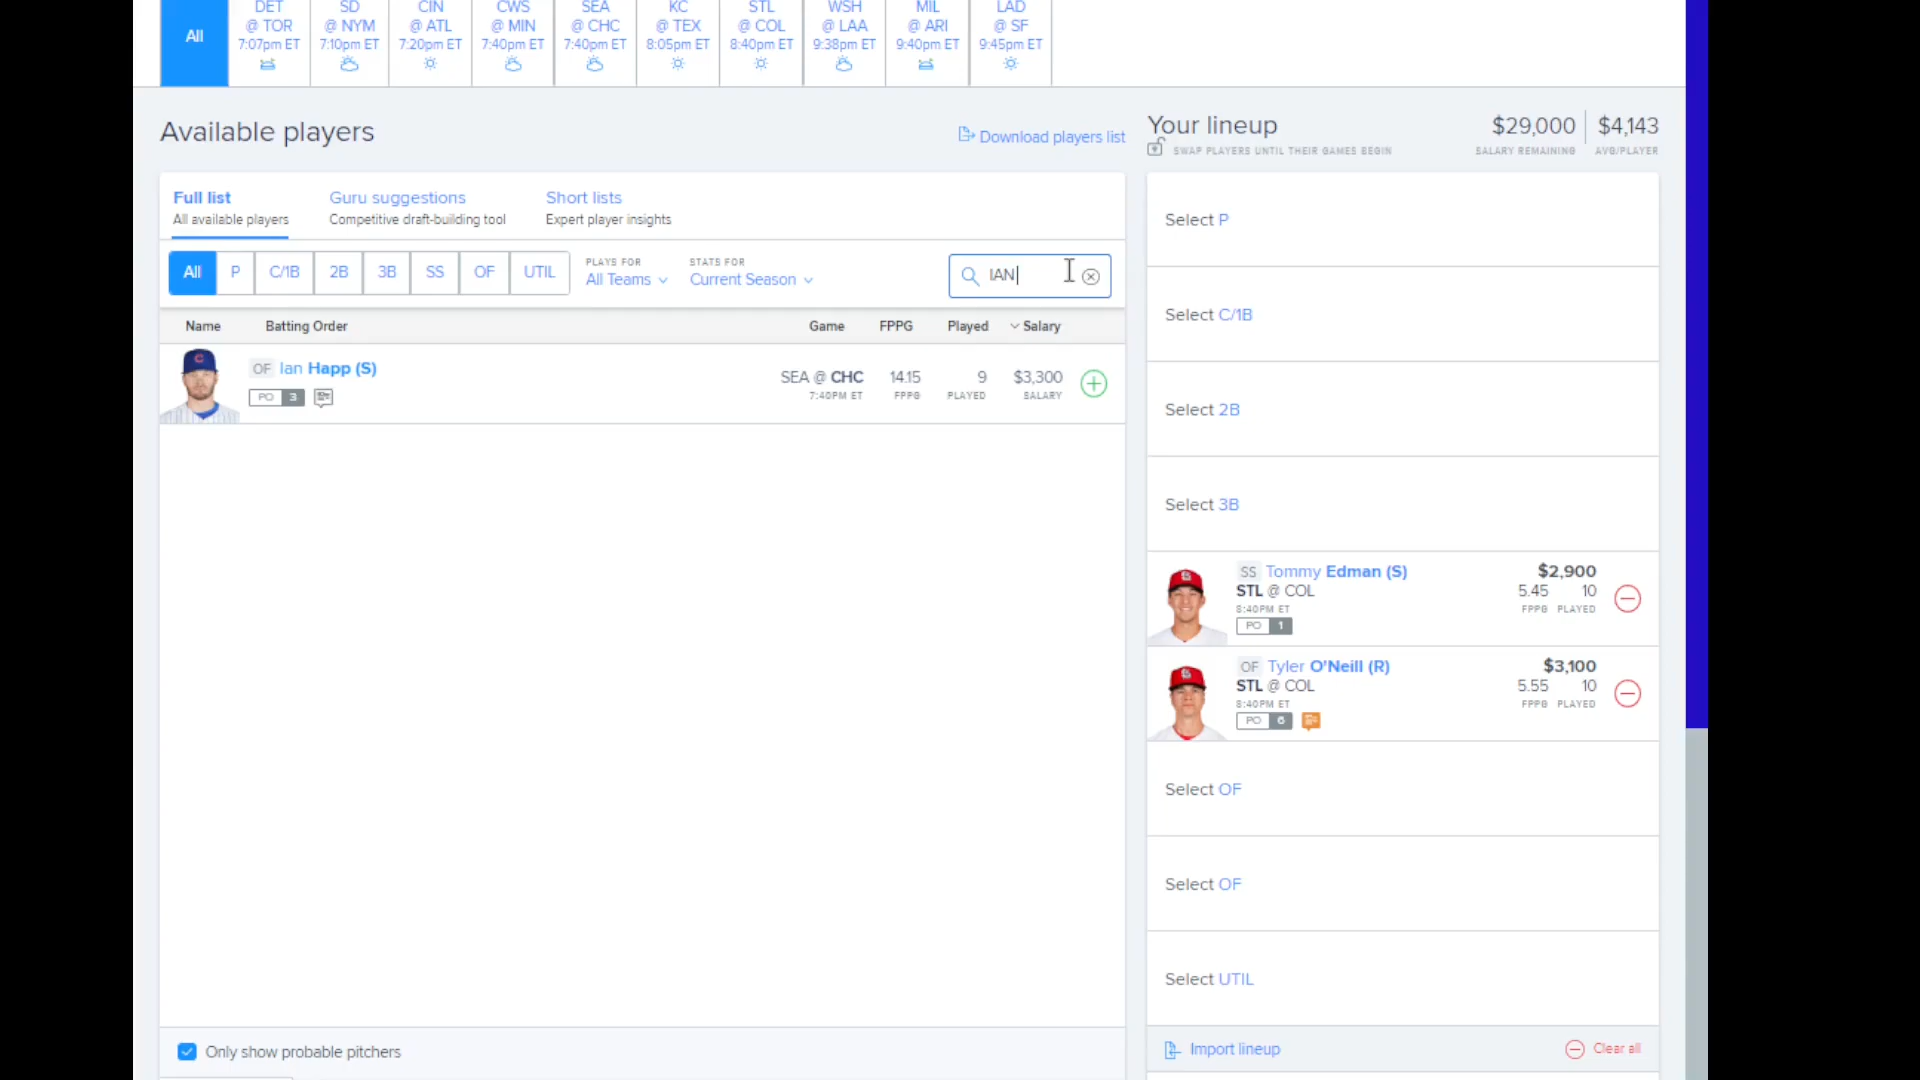 All
DET
@ TOR
7:07pm ET
SD
@ NYM
7:10pm ET
CIN
@ ATL
7:20pm ET
CWS
@ MIN
7:40pm ET
SEA
@ CHC
7:40pm ET
KC
@ TEX
8:05pm ET
STL
@ COL
8:40pm ET
WSH
@ LAA
9:38pm ET
MIL
@ ARI
9:40pm ET
LAD
@ SF
9:45pm ET
Available players
Download players list
Full list
All available players
Guru suggestions
Competitive draft-building tool
Short lists
Expert player insights
All P C/1B 2B 3B SS OF UTIL
PLAYS FOR
All Teams
STATS FOR
Current Season
IAN
Name Batting Order Game FPPG Played Salary
OF Ian Happ (S)
PO 3
SEA @ CHC 14.15 9 $3,300
7:40PM ET FPPG PLAYED SALARY
Only show probable pitchers
Your lineup
SWAP PLAYERS UNTIL THEIR GAMES BEGIN
$29,000 $4,143
SALARY REMAINING AVG/PLAYER
Select P
Select C/1B
Select 2B
Select 3B
SS Tommy Edman (S) $2,900
STL @ COL 5.45 10
8:40PM ET FPPG PLAYED
PO 1
OF Tyler O'Neill (R) $3,100
STL @ COL 5.55 10
8:40PM ET FPPG PLAYED
PO 6
Select OF
Select OF
Select UTIL
Import lineup
Clear all